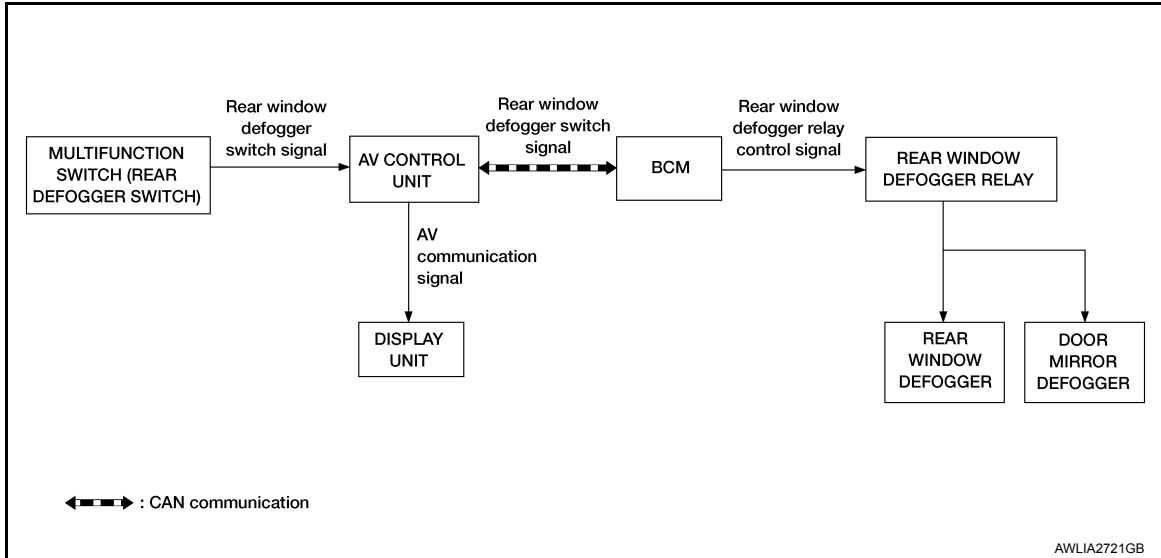 Rear window
defogger
switch signal
Rear window
defogger switch
signal
Rear window
defogger relay
control signal
MULTIFUNCTION
SWITCH (REAR
DEFOGGER SWITCH)
AV CONTROL
UNIT
BCM
REAR WINDOW
DEFOGGER RELAY
AV
communication
signal
DISPLAY
UNIT
REAR
WINDOW
DEFOGGER
DOOR
MIRROR
DEFOGGER
: CAN communication
AWLIA2721GB